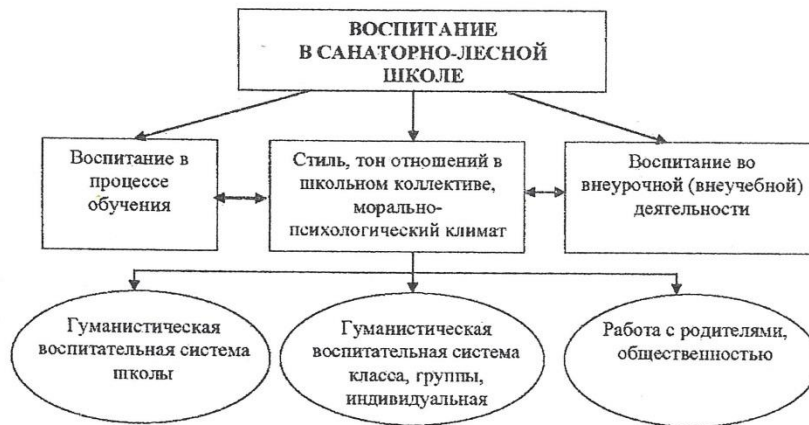 ВОСПИТАНИЕ
В САНАТОРНО-ЛЕСНОЙ
ШКОЛЕ
Воспитание в
процессе
обучения
Стиль, тон отношений в
школьном коллективе,
морально-
психологический климат
Воспитание во
внеурочной (внеучебной)
деятельности
Гуманистическая
воспитательная система
школы
Гуманистическая
воспитательная система
класса, группы,
индивидуальная
Работа с родителями,
общественностью